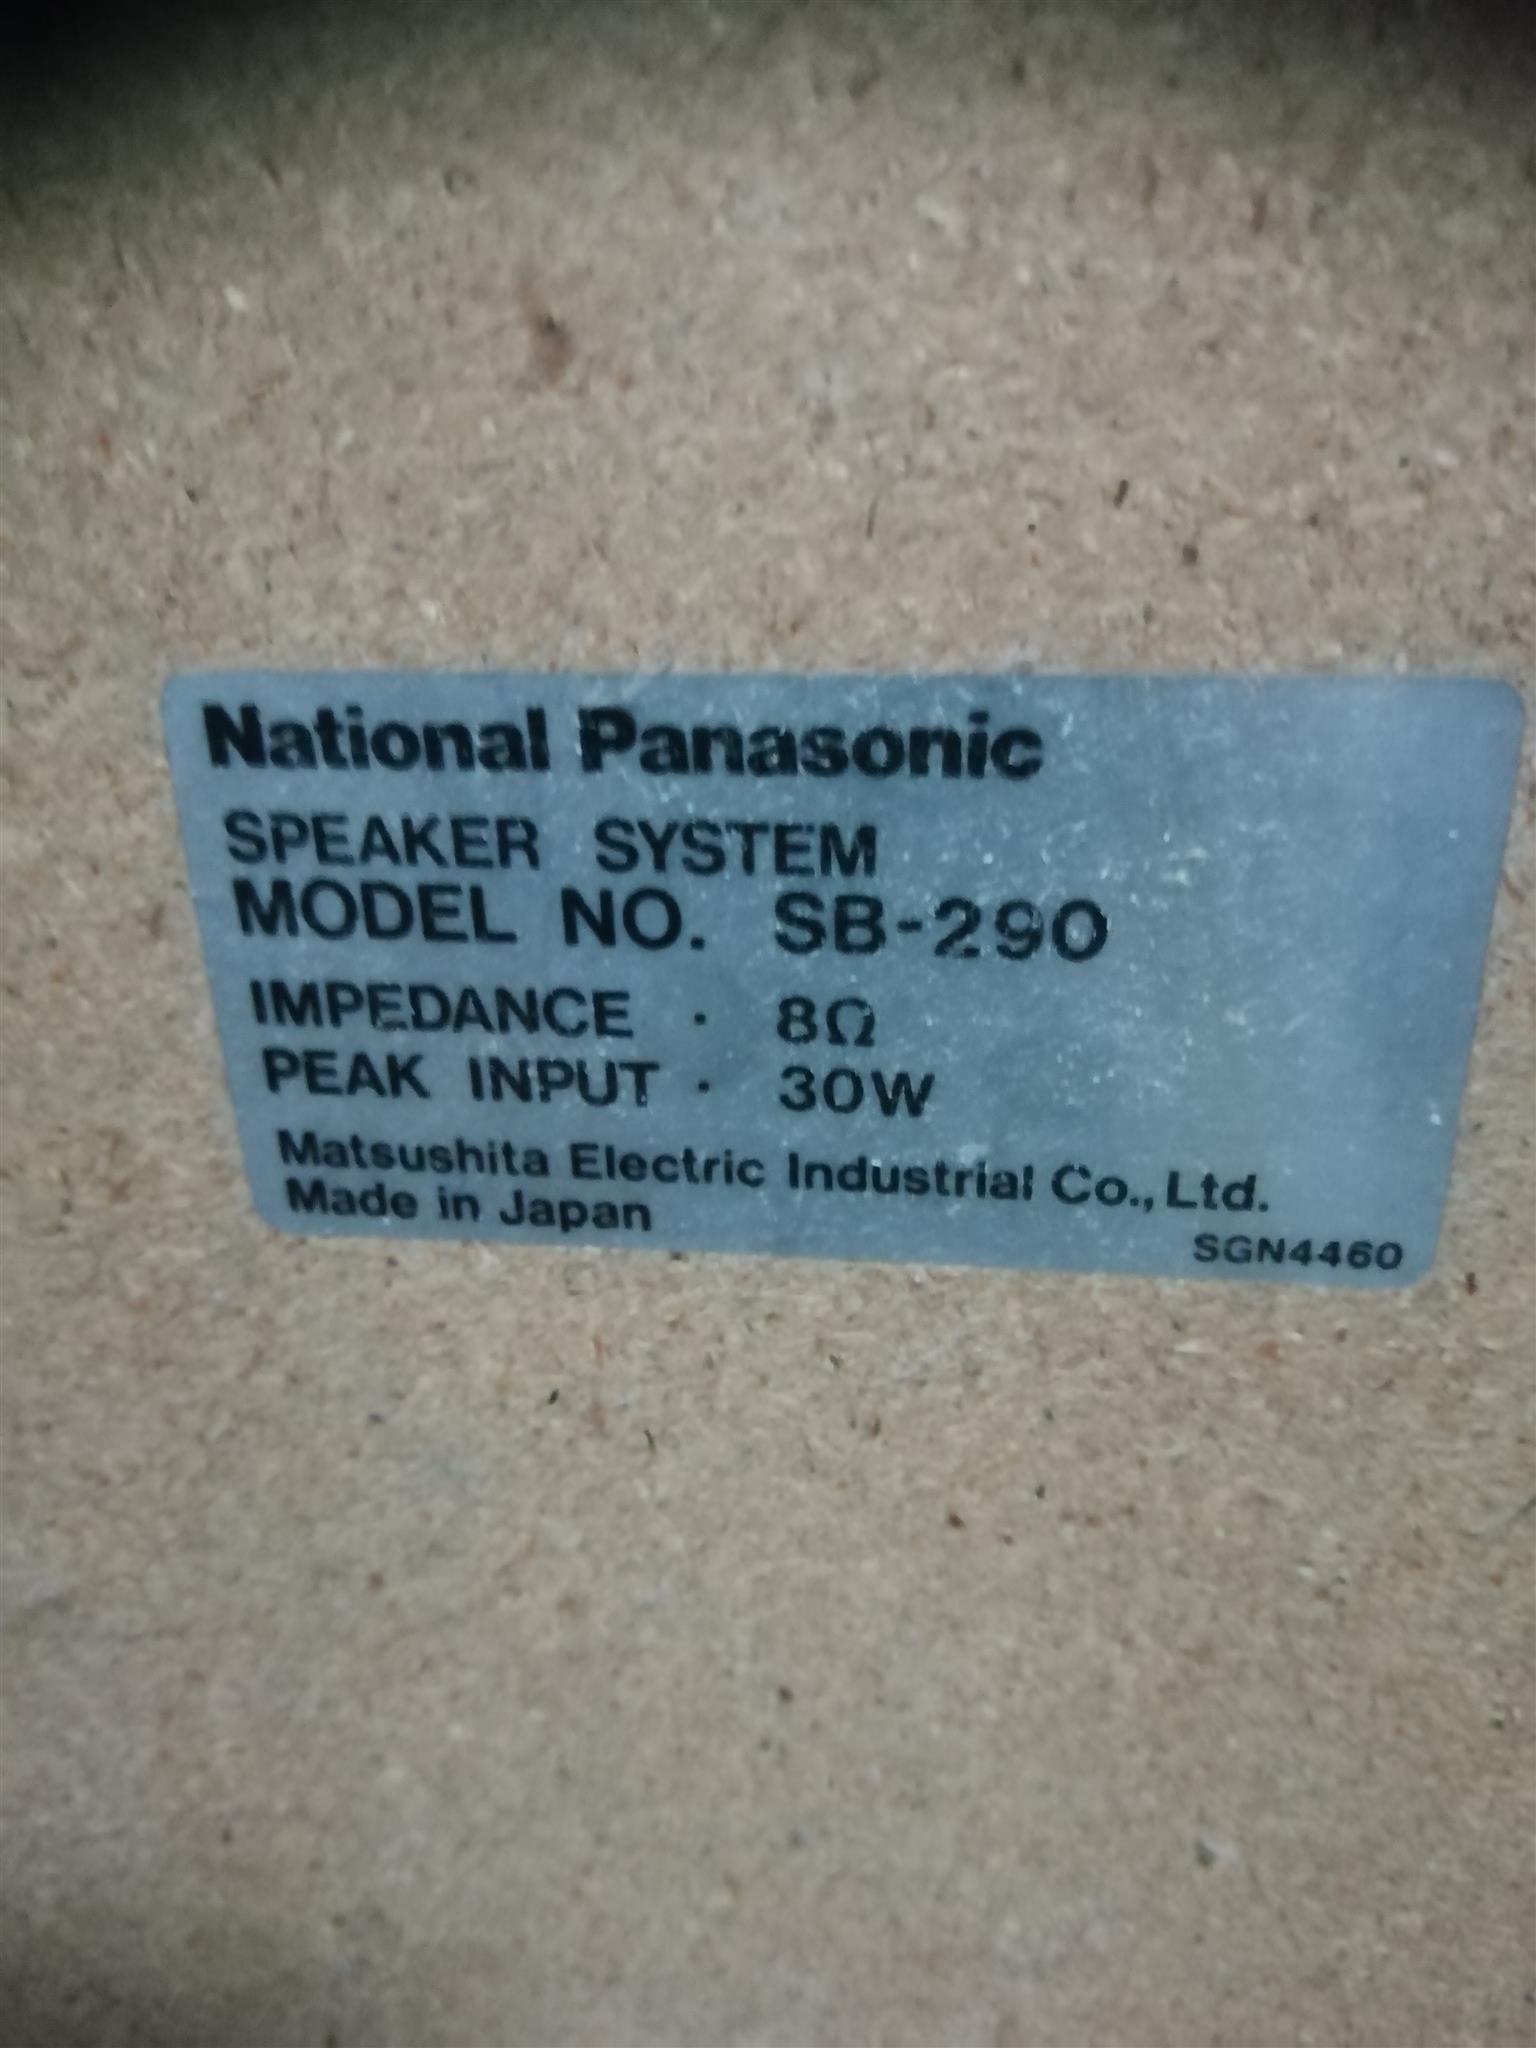 National Panasonic
SPEAKER SYSTEM
MODEL NO. SB-290
IMPEDANCE · 8Ω
PEAK INPUT · 30W
Matsushita Electric Industrial Co., Ltd.
Made in Japan
SGN4460